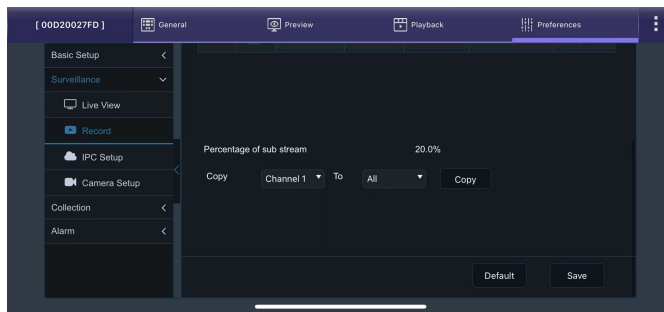 [ 00D20027FD ] General Preview Playback Preferences
Basic Setup
Surveillance
Live View
Record
IPC Setup
Camera Setup
Collection
Alarm
Percentage of sub stream 20.0%
Copy Channel 1 To All Copy
Default Save